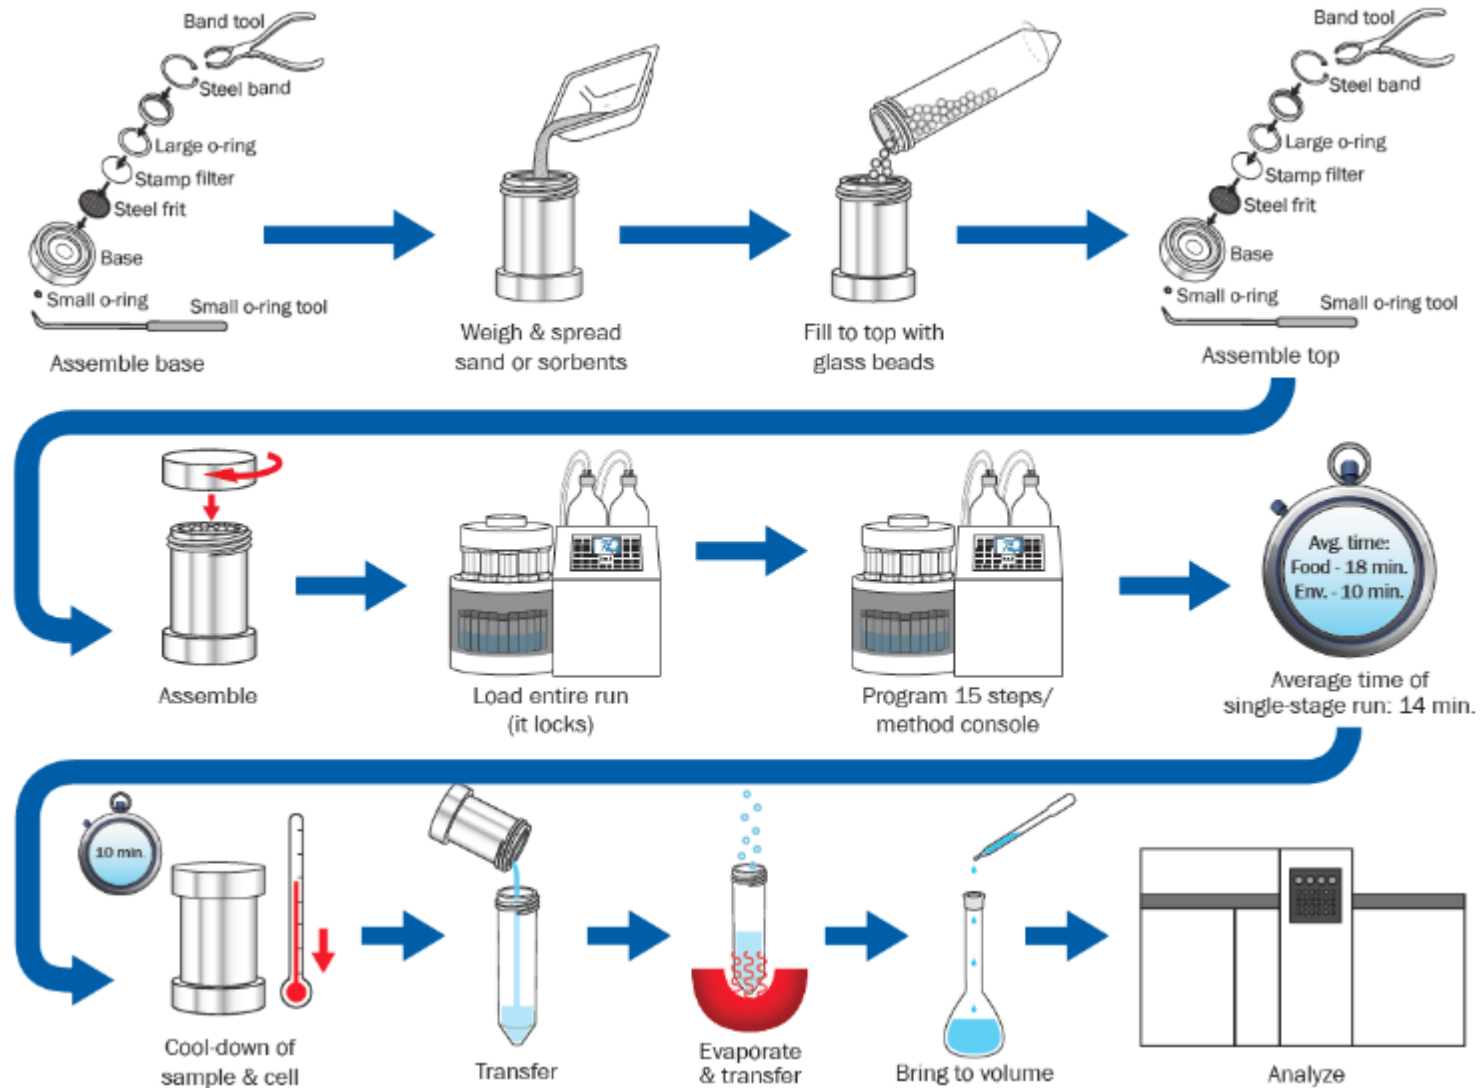 Band tool
Steel band
Large o-ring
Stamp filter
Steel frit
Base
Small o-ring
Small o-ring tool
Assemble base
Weigh & spread
sand or sorbents
Fill to top with
glass beads
Band tool
Steel band
Large o-ring
Stamp filter
Steel frit
Base
Small o-ring
Small o-ring tool
Assemble top
Assemble
Load entire run
(it locks)
Program 15 steps/
method console
Avg. time:
Food - 18 min.
Env. - 10 min.
Average time of
single-stage run: 14 min.
10 min.
Cool-down of
sample & cell
Transfer
Evaporate
& transfer
Bring to volume
Analyze